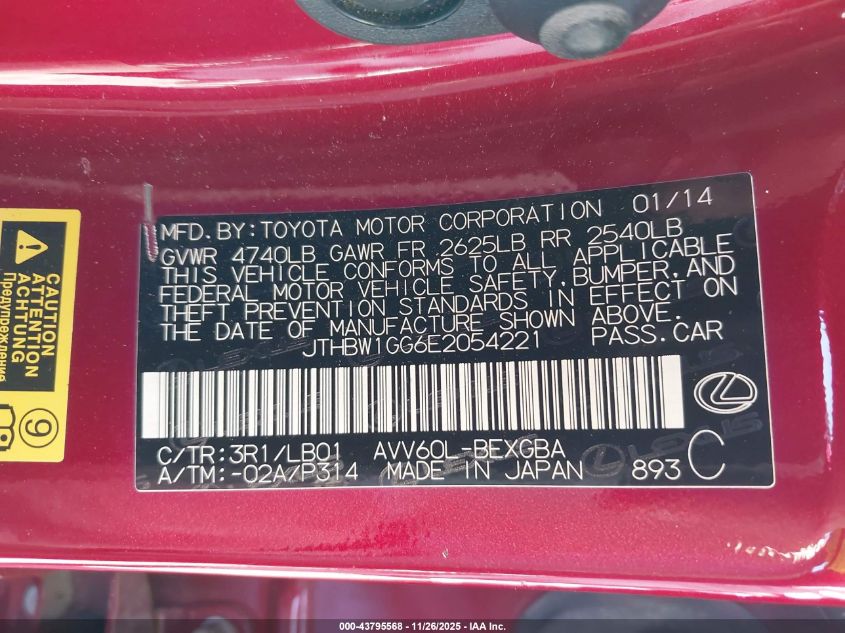 MFD. BY: TOYOTA MOTOR CORPORATION 01/14
GVWR 4740LB GAWR FR 2625LB RR 2540LB
THIS VEHICLE CONFORMS TO ALL APPLICABLE
FEDERAL MOTOR VEHICLE SAFETY, BUMPER, AND
THEFT PREVENTION STANDARDS IN EFFECT ON
THE DATE OF MANUFACTURE SHOWN ABOVE.
JTHBW1GG6E2054221 PASS. CAR
C/TR: 3R1/LB01 AVV60L-BEXGBA
A/TM: -02A/P314 MADE IN JAPAN 893 C
LEXUS
CAUTION
ATTENTION
ACHTUNG
Предупреждение
9
000-43795568 - 11/26/2025 - IAA Inc.